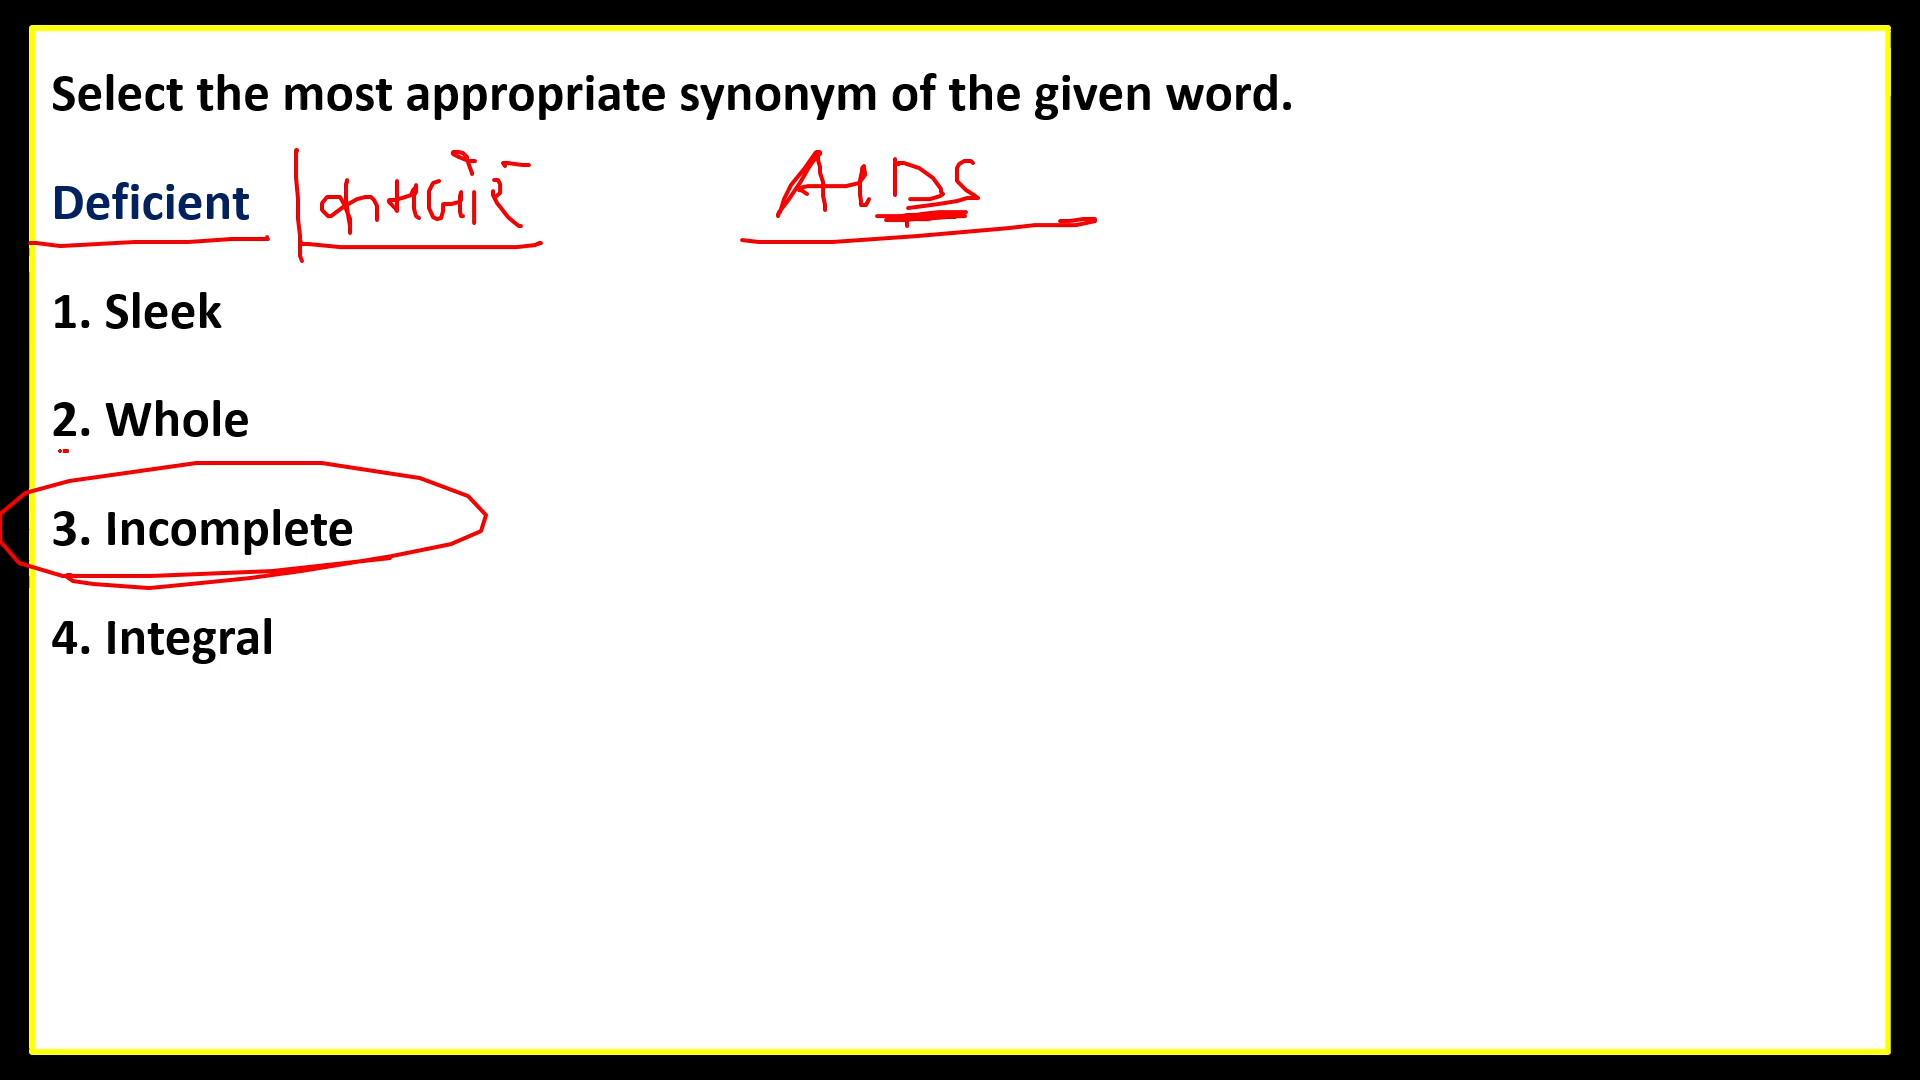 Select the most appropriate synonym of the given word.
Deficient | कमजोर AIDS
1. Sleek
2. Whole
3. Incomplete
4. Integral